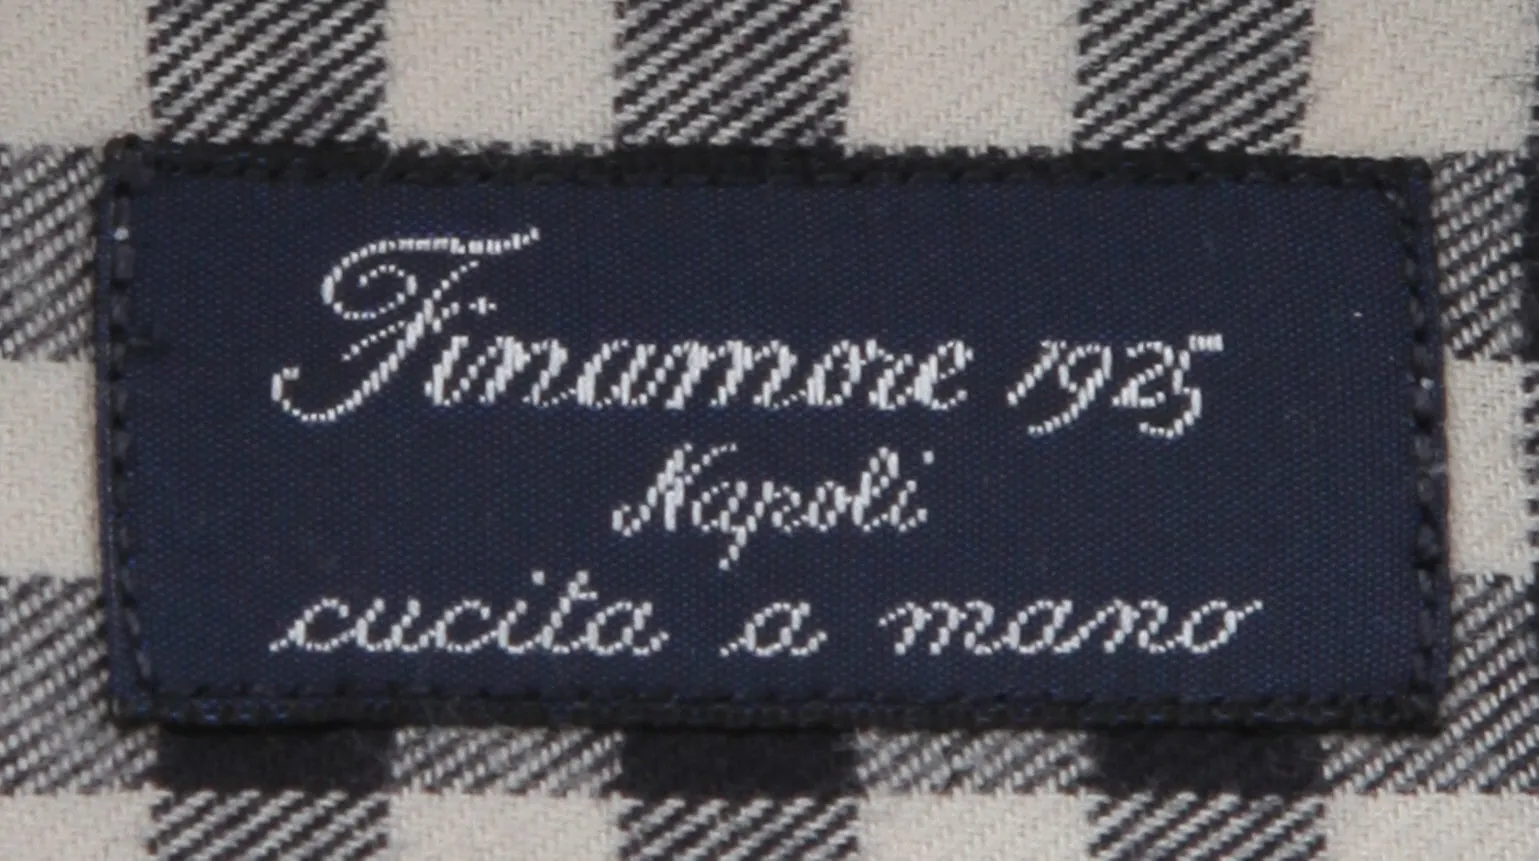 Finamore 1925
Napoli
cucita a mano